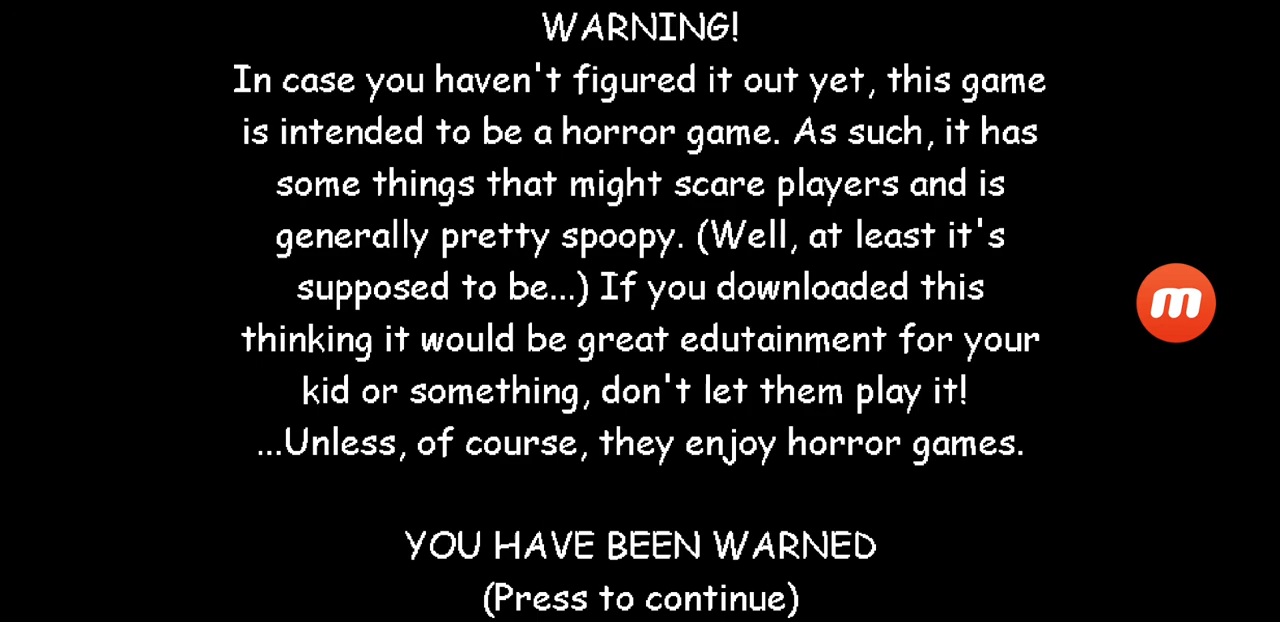 WARNING!
In case you haven't figured it out yet, this game
is intended to be a horror game. As such, it has
some things that might scare players and is
generally pretty spoopy. (Well, at least it's
supposed to be...) If you downloaded this
thinking it would be great edutainment for your
kid or something, don't let them play it!
...Unless, of course, they enjoy horror games.
YOU HAVE BEEN WARNED
(Press to continue)
m